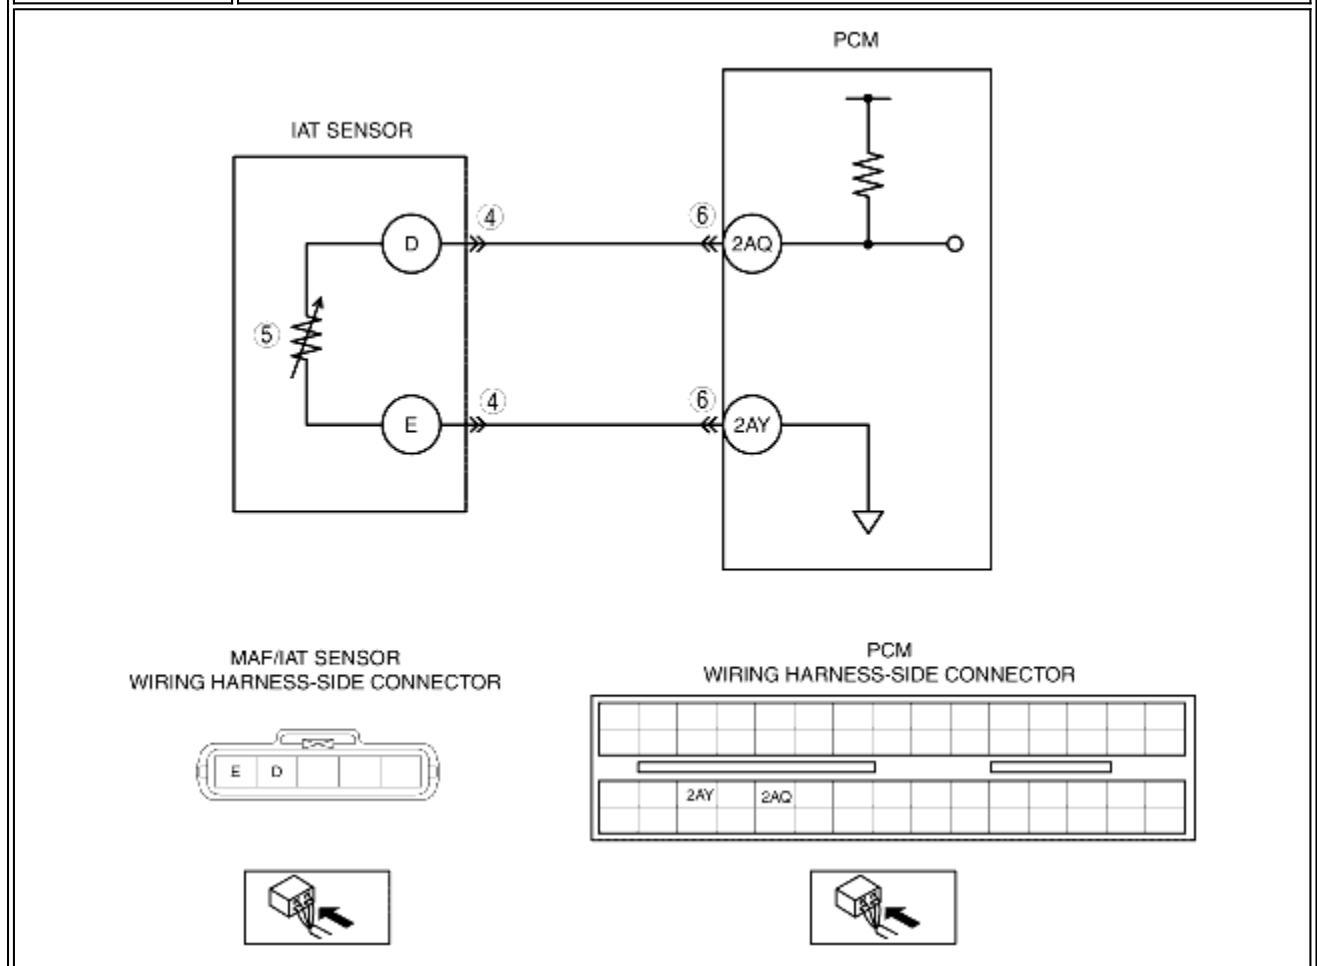 PCM
IAT SENSOR
④
⑥
D
2AQ
⑤
④
⑥
E
2AY
MAF/IAT SENSOR
WIRING HARNESS-SIDE CONNECTOR
PCM
WIRING HARNESS-SIDE CONNECTOR
E D
2AY 2AQ